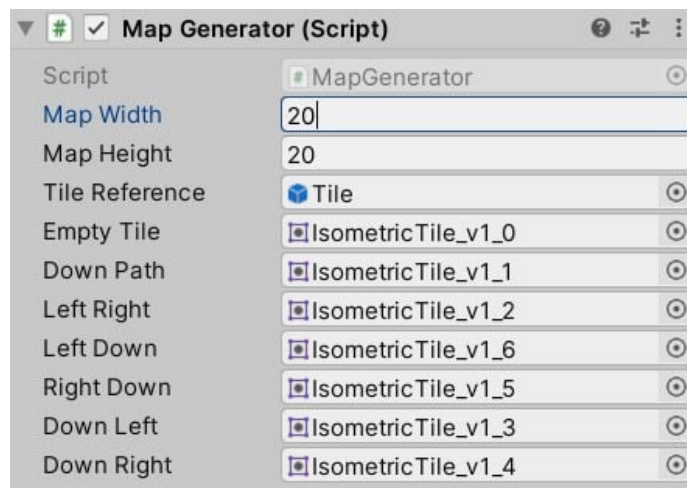 # Map Generator (Script)
Script # MapGenerator
Map Width 20
Map Height 20
Tile Reference Tile
Empty Tile IsometricTile_v1_0
Down Path IsometricTile_v1_1
Left Right IsometricTile_v1_2
Left Down IsometricTile_v1_6
Right Down IsometricTile_v1_5
Down Left IsometricTile_v1_3
Down Right IsometricTile_v1_4